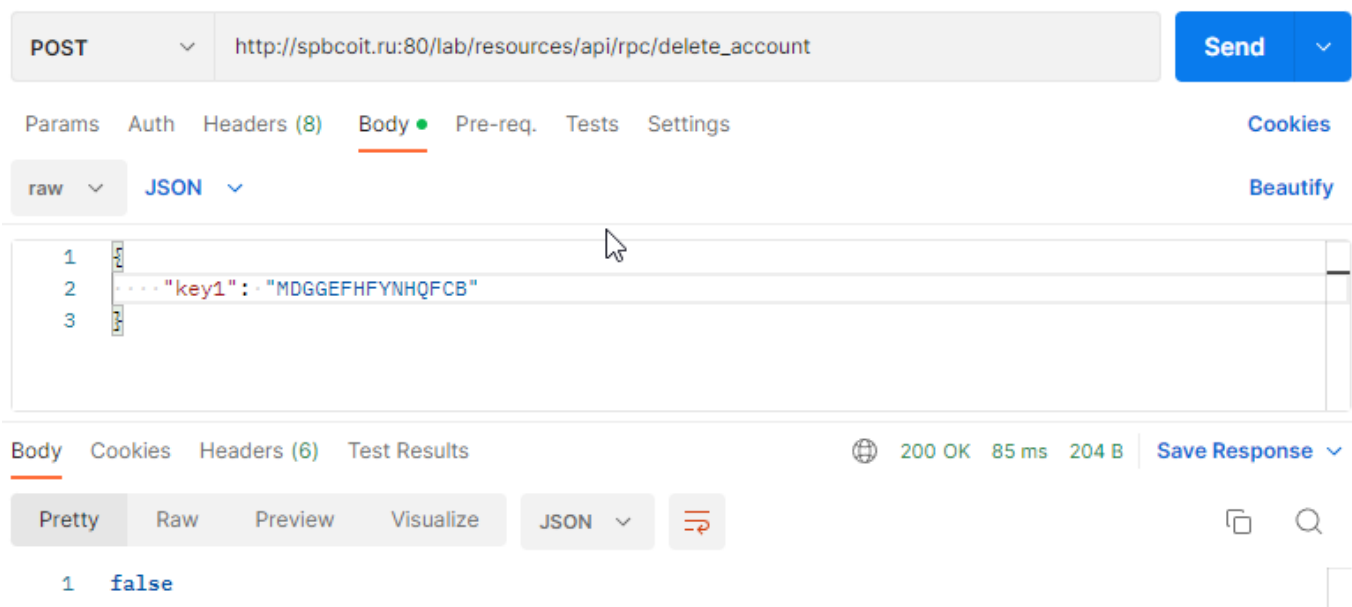 POST http://spbcoit.ru:80/lab/resources/api/rpc/delete_account Send
Params Auth Headers (8) Body Pre-req. Tests Settings Cookies
raw JSON Beautify
1 {
2 "key1": "MDGGEFHFYNHQFCB"
3 }
Body Cookies Headers (6) Test Results 200 OK 85 ms 204 B Save Response
Pretty Raw Preview Visualize JSON
1 false